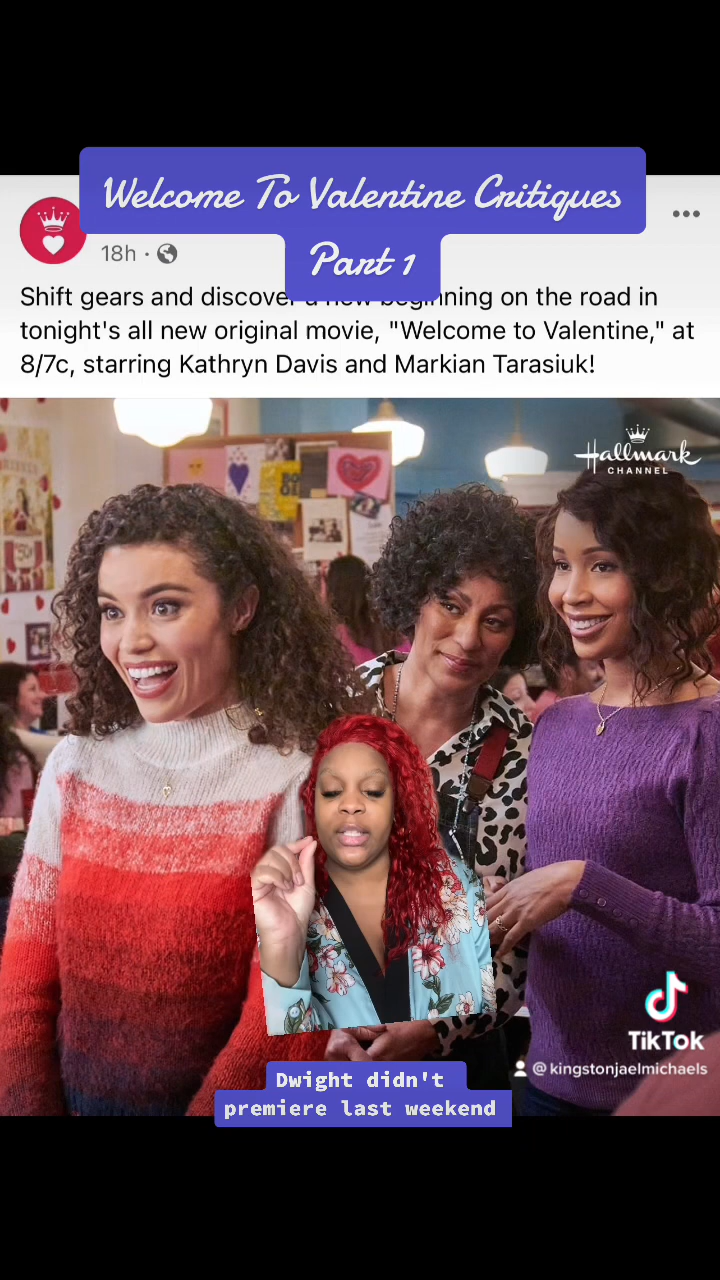 Welcome To Valentine Critiques
Part 1
18h
Shift gears and discover a new beginning on the road in
tonight's all new original movie, "Welcome to Valentine," at
8/7c, starring Kathryn Davis and Markian Tarasiuk!
Hallmark
CHANNEL
TikTok
@kingstonjaelmichaels
Dwight didn't
premiere last weekend